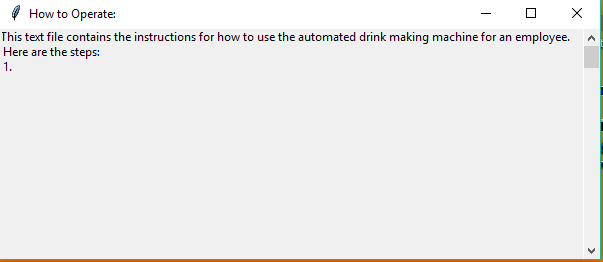 How to Operate:
This text file contains the instructions for how to use the automated drink making machine for an employee.
Here are the steps:
1.